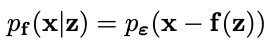 p_𝐟(𝐱|𝐳) = p_𝛆(𝐱 − 𝐟(𝐳))